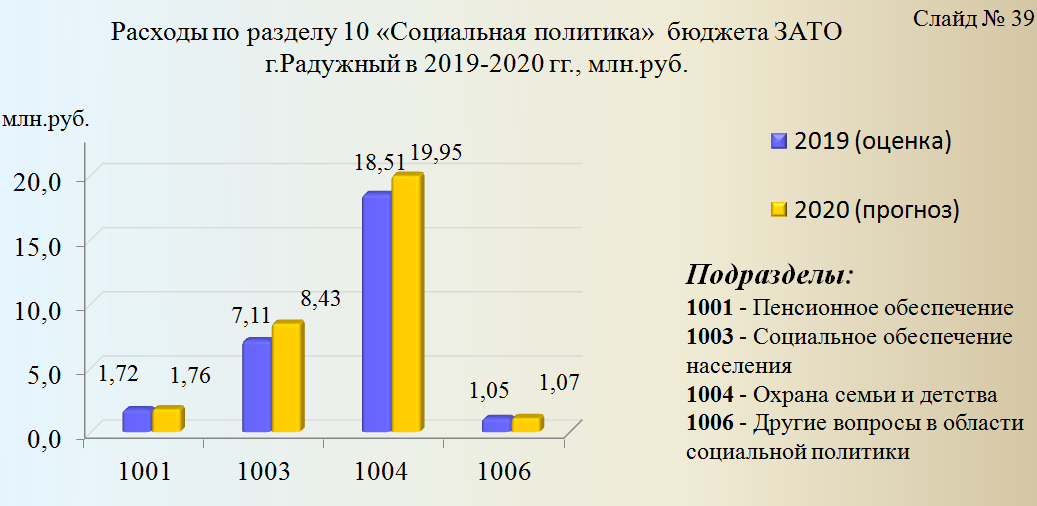 Слайд № 39
Расходы по разделу 10 «Социальная политика» бюджета ЗАТО
г.Радужный в 2019-2020 гг., млн.руб.
млн.руб.
20,0
15,0
10,0
5,0
0,0
1,72
1,76
7,11
8,43
18,51
19,95
1,05
1,07
1001
1003
1004
1006
2019 (оценка)
2020 (прогноз)
Подразделы:
1001 - Пенсионное обеспечение
1003 - Социальное обеспечение
населения
1004 - Охрана семьи и детства
1006 - Другие вопросы в области
социальной политики